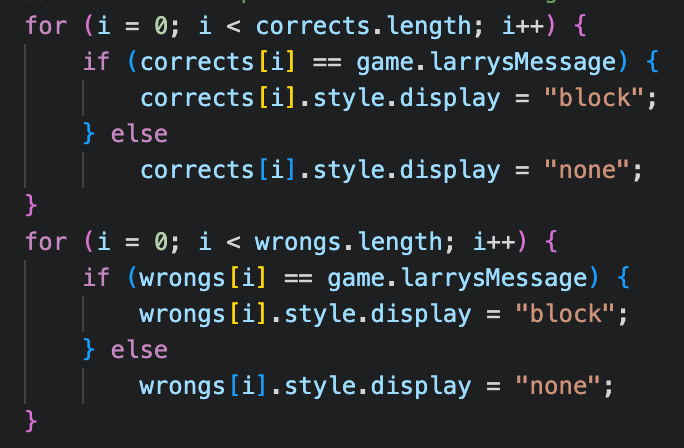 for (i = 0; i < corrects.length; i++) {
    if (corrects[i] == game.larrysMessage) {
        corrects[i].style.display = "block";
    } else
        corrects[i].style.display = "none";
}
for (i = 0; i < wrongs.length; i++) {
    if (wrongs[i] == game.larrysMessage) {
        wrongs[i].style.display = "block";
    } else
        wrongs[i].style.display = "none";
}